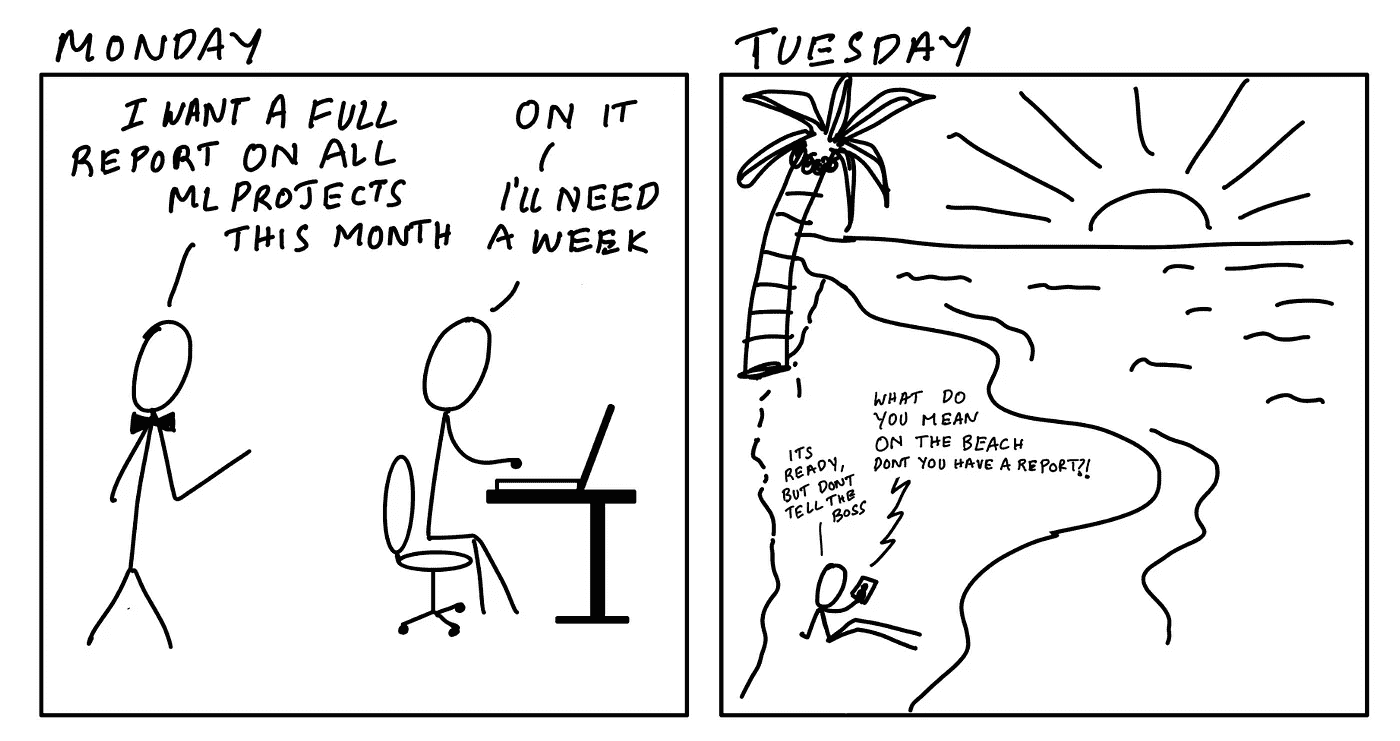 MONDAY
I WANT A FULL
REPORT ON ALL
ML PROJECTS
THIS MONTH
ON IT
I'LL NEED
A WEEK
TUESDAY
ITS
READY,
BUT DONT
TELL THE
BOSS
WHAT DO
YOU MEAN
ON THE BEACH
DONT YOU HAVE A REPORT?!